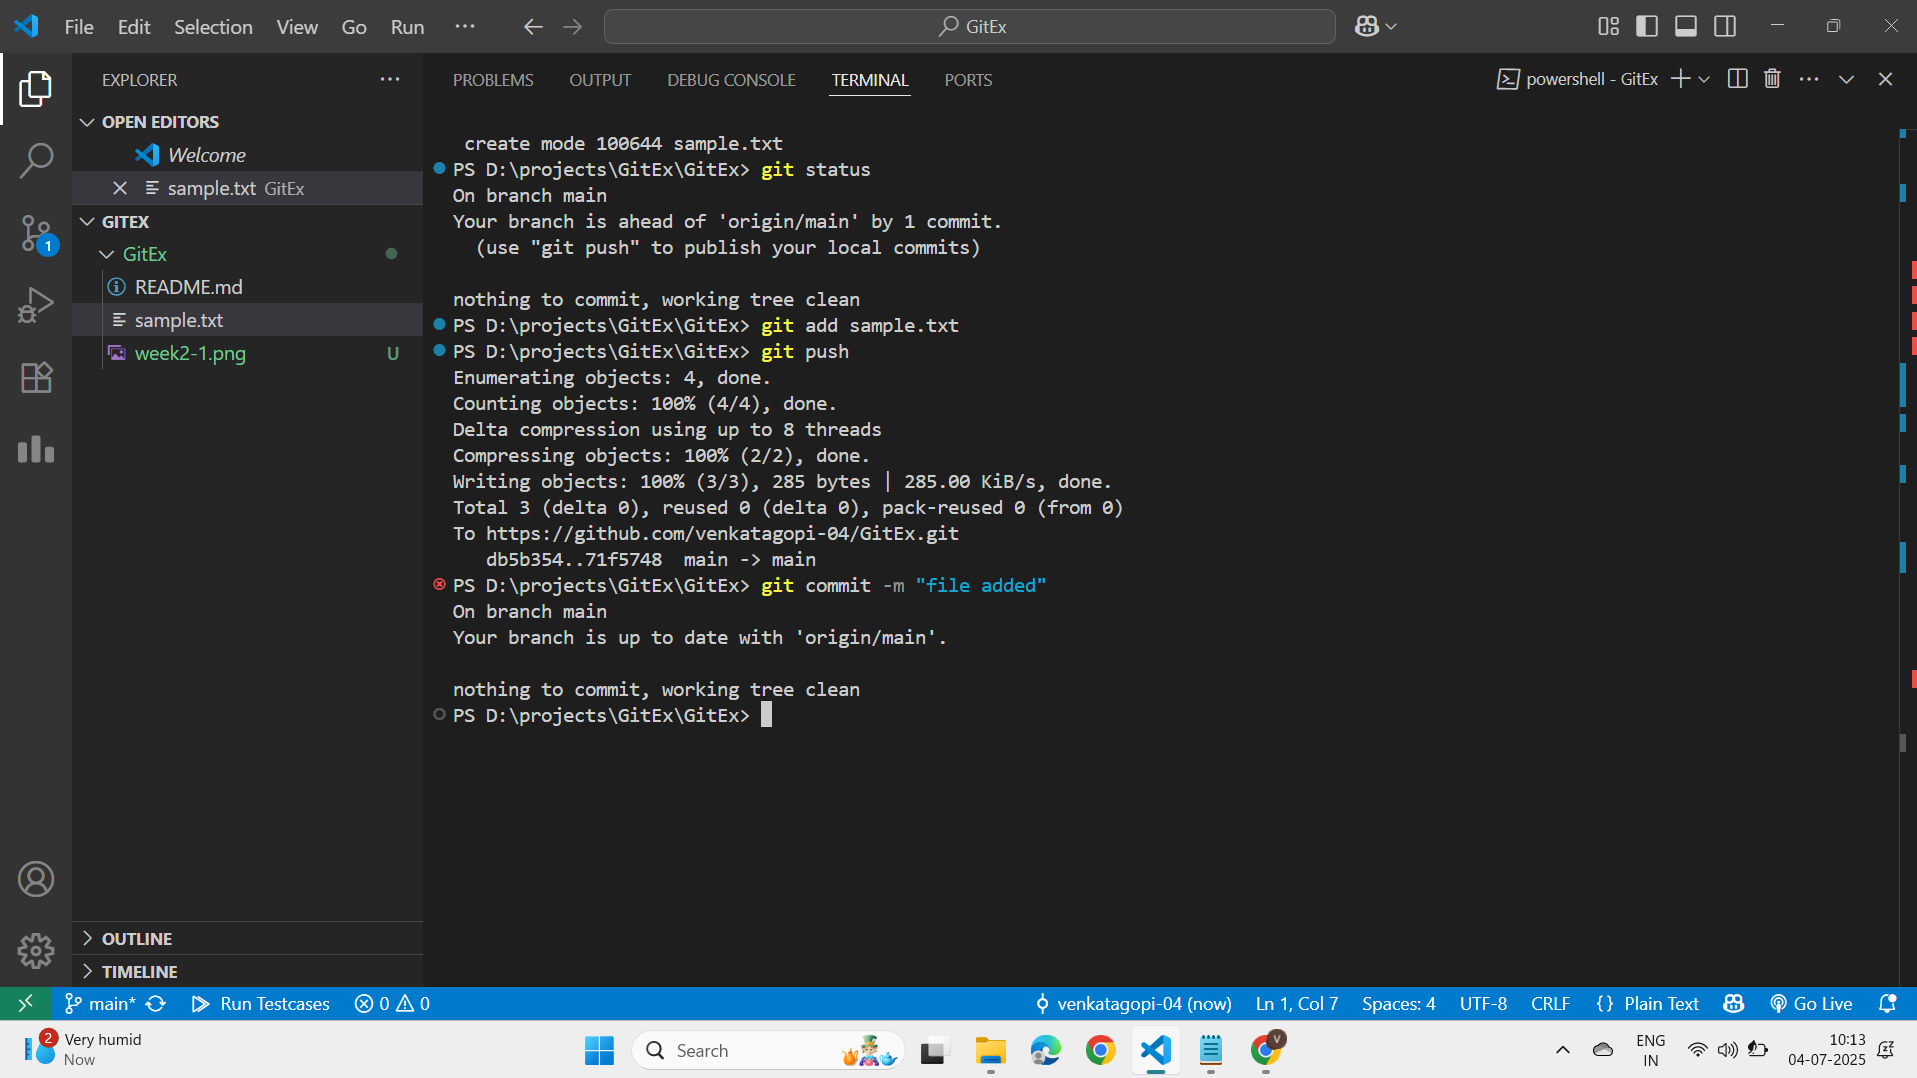 File Edit Selection View Go Run ··· GitEx
EXPLORER ···
OPEN EDITORS
Welcome
sample.txt GitEx
GITEX
GitEx
README.md
sample.txt
week2-1.png U
1
OUTLINE
TIMELINE
PROBLEMS OUTPUT DEBUG CONSOLE TERMINAL PORTS powershell - GitEx
create mode 100644 sample.txt
PS D:\projects\GitEx\GitEx> git status
On branch main
Your branch is ahead of 'origin/main' by 1 commit.
(use "git push" to publish your local commits)
nothing to commit, working tree clean
PS D:\projects\GitEx\GitEx> git add sample.txt
PS D:\projects\GitEx\GitEx> git push
Enumerating objects: 4, done.
Counting objects: 100% (4/4), done.
Delta compression using up to 8 threads
Compressing objects: 100% (2/2), done.
Writing objects: 100% (3/3), 285 bytes | 285.00 KiB/s, done.
Total 3 (delta 0), reused 0 (delta 0), pack-reused 0 (from 0)
To https://github.com/venkatagopi-04/GitEx.git
db5b354..71f5748 main -> main
PS D:\projects\GitEx\GitEx> git commit -m "file added"
On branch main
Your branch is up to date with 'origin/main'.
nothing to commit, working tree clean
PS D:\projects\GitEx\GitEx>
main* Run Testcases 0 0 venkatagopi-04 (now) Ln 1, Col 7 Spaces: 4 UTF-8 CRLF {} Plain Text Go Live
2 Very humid
Now
Search
V
ENG
IN
10:13
04-07-2025